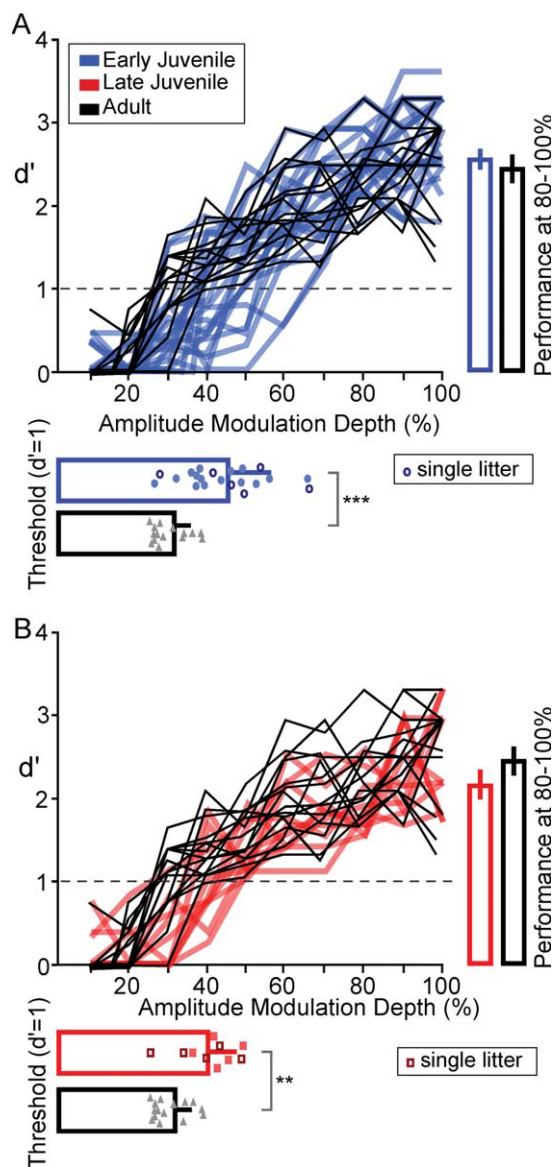 A
4
Early Juvenile
Late Juvenile
Adult
3
d'
2
1
0
20 40 60 80 100
Amplitude Modulation Depth (%)
Performance at 80-100%
Threshold (d'=1)
single litter
***
B
4
3
d'
2
1
0
20 40 60 80 100
Amplitude Modulation Depth (%)
Performance at 80-100%
Threshold (d'=1)
single litter
**